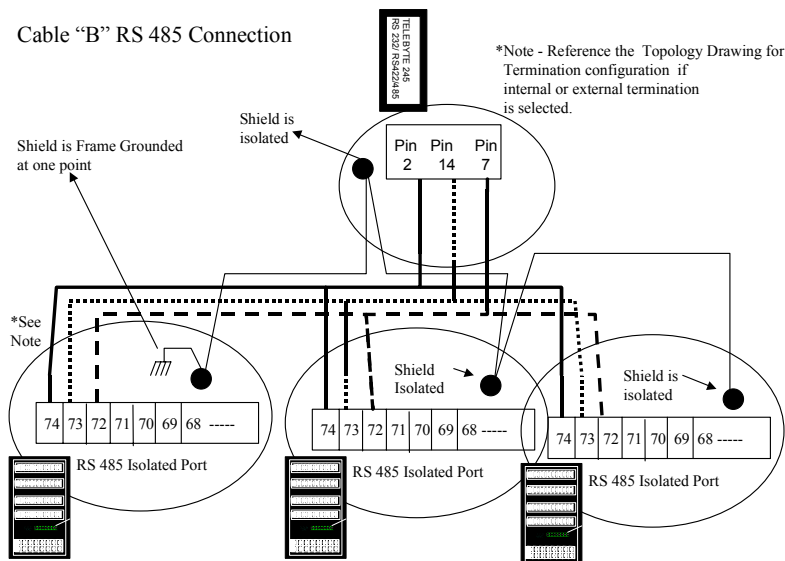 Cable “B” RS 485 Connection
TELEBYTE 245
RS 232/ RS422/485
*Note - Reference the Topology Drawing for
Termination configuration if
internal or external termination
is selected.
Shield is
isolated
Shield is Frame Grounded
at one point
Pin Pin Pin
2 14 7
*See
Note
Shield
Isolated
Shield is
isolated
74 73 72 71 70 69 68 -----
74 73 72 71 70 69 68 -----
74 73 72 71 70 69 68 -----
RS 485 Isolated Port
RS 485 Isolated Port
RS 485 Isolated Port